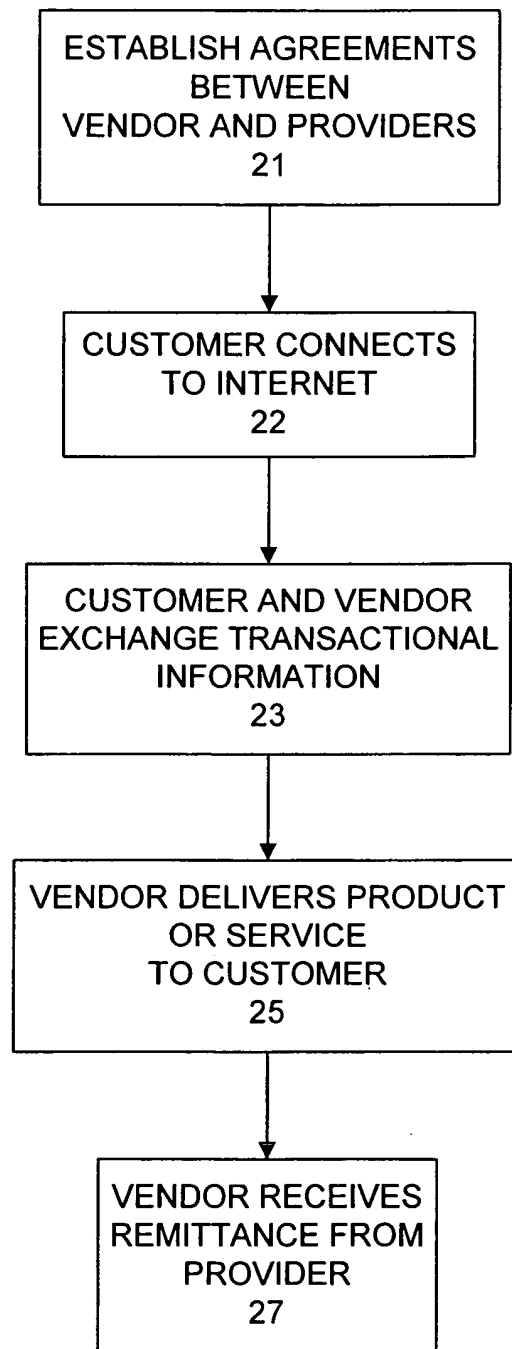 ESTABLISH AGREEMENTS
BETWEEN
VENDOR AND PROVIDERS
21
CUSTOMER CONNECTS
TO INTERNET
22
CUSTOMER AND VENDOR
EXCHANGE TRANSACTIONAL
INFORMATION
23
VENDOR DELIVERS PRODUCT
OR SERVICE
TO CUSTOMER
25
VENDOR RECEIVES
REMITTANCE FROM
PROVIDER
27